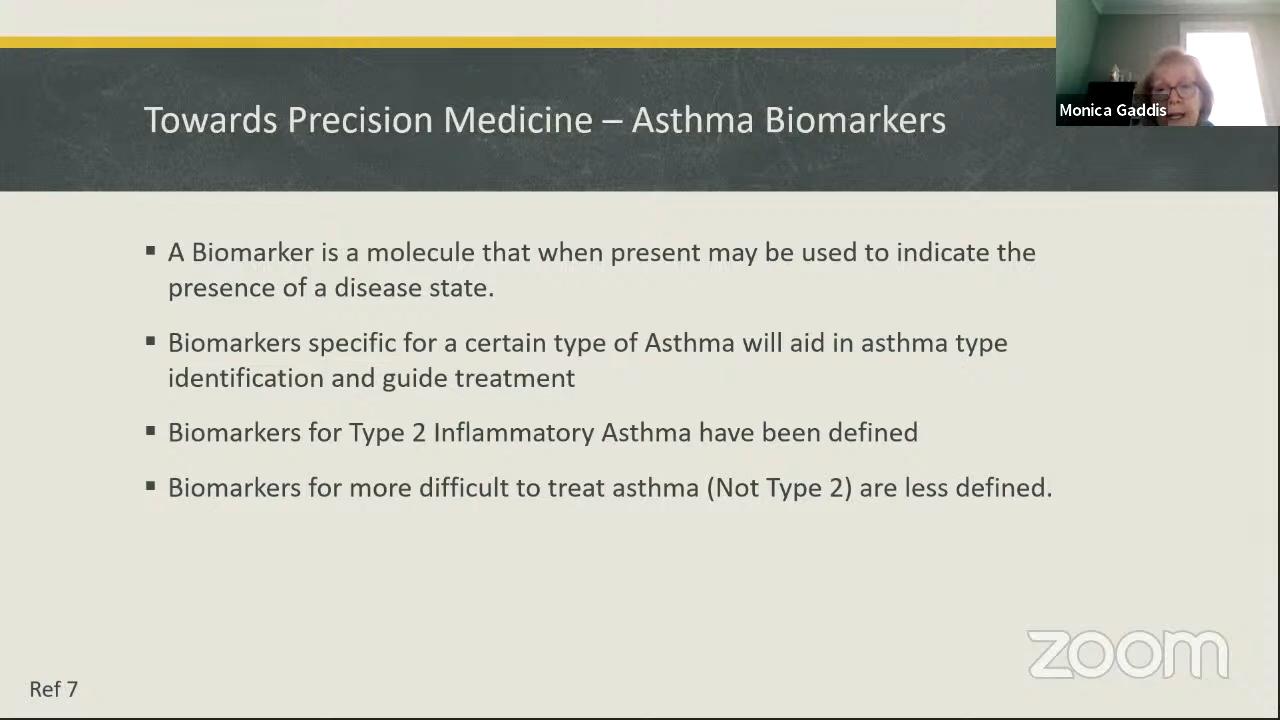 Towards Precision Medicine – Asthma Biomarkers
Monica Gaddis
▪ A Biomarker is a molecule that when present may be used to indicate the
presence of a disease state.
▪ Biomarkers specific for a certain type of Asthma will aid in asthma type
identification and guide treatment
▪ Biomarkers for Type 2 Inflammatory Asthma have been defined
▪ Biomarkers for more difficult to treat asthma (Not Type 2) are less defined.
zoom
Ref 7